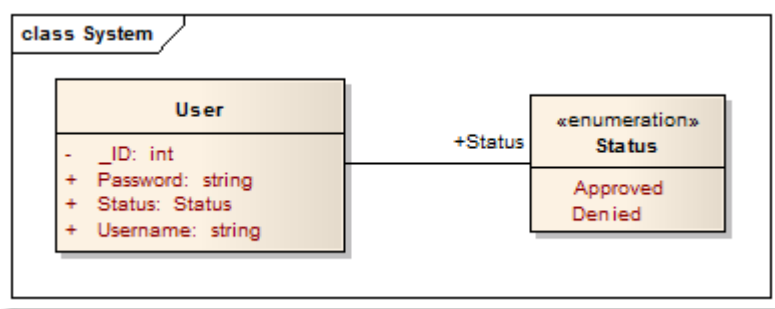 class System
User
- _ID: int
+ Password: string
+ Status: Status
+ Username: string
+Status
«enumeration»
Status
Approved
Denied